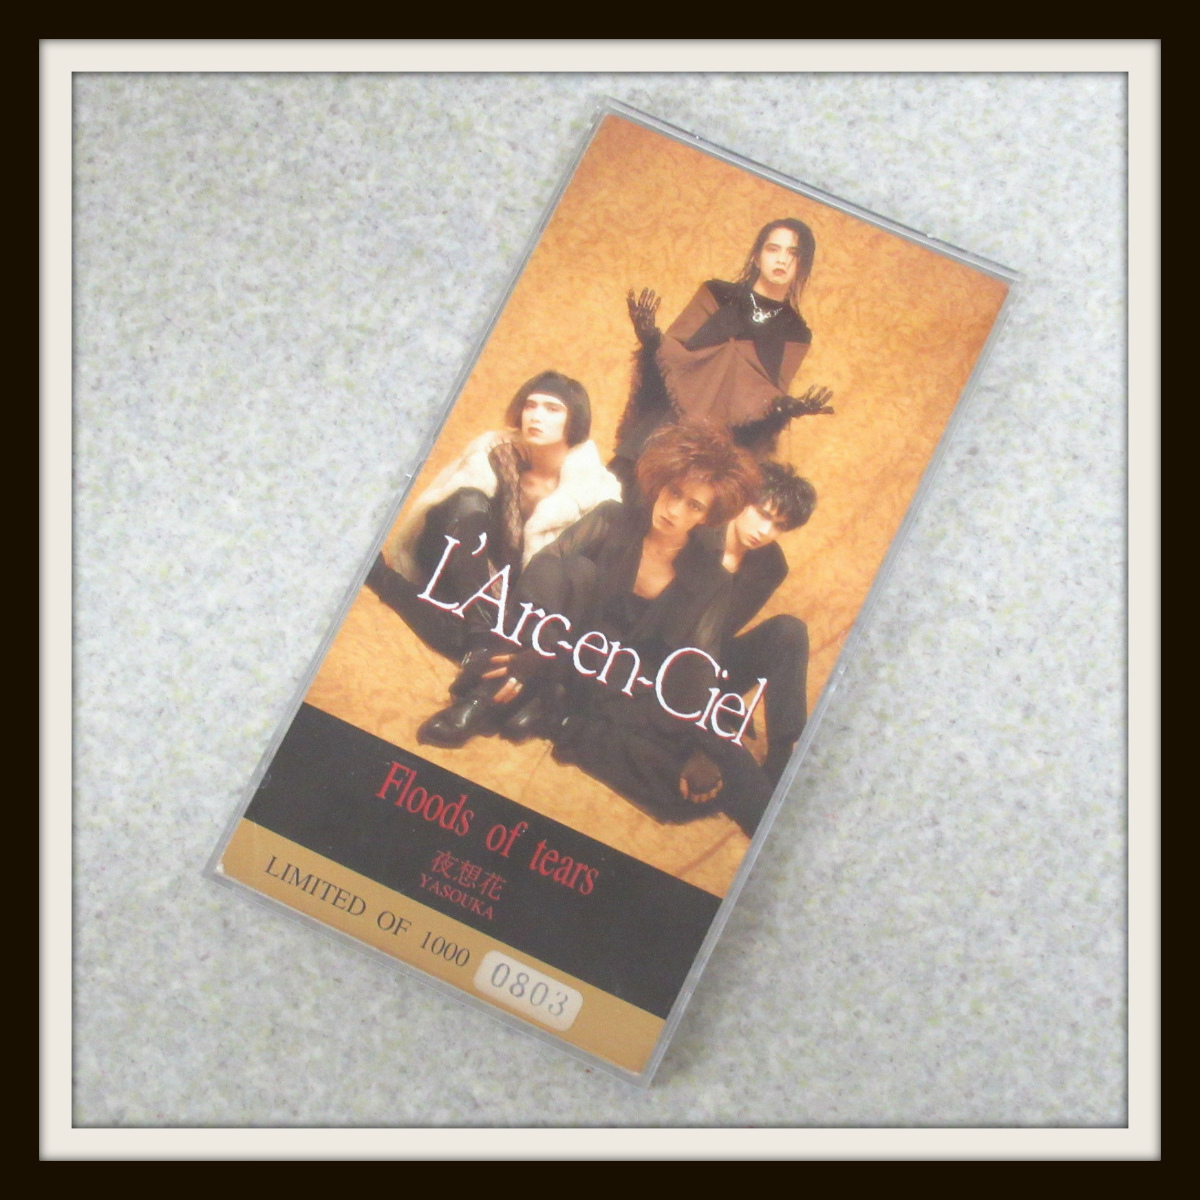 L'Arc-en-Ciel
Floods of tears
夜想花
YASOUKA
LIMITED OF 1000 0803